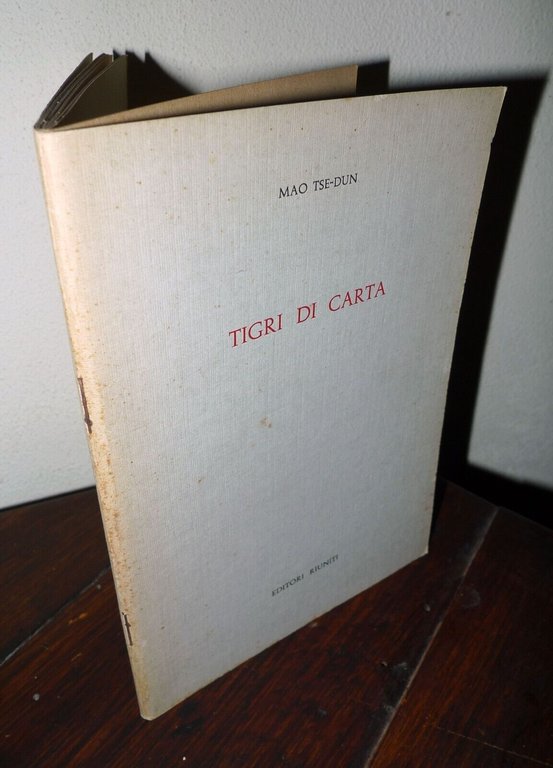 MAO TSE-DUN
TIGRI DI CARTA
EDITORI RIUNITI